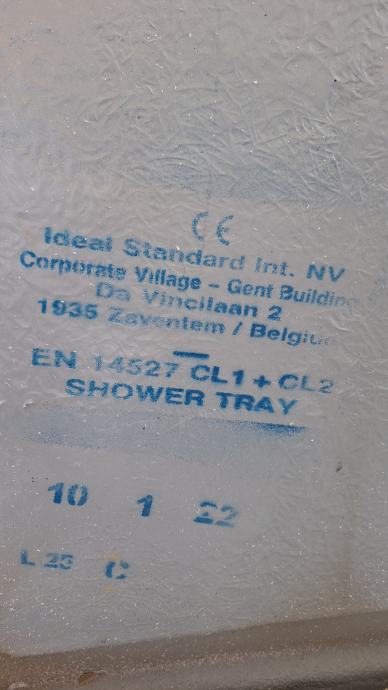 CE
Ideal Standard Int. NV
Corporate Village - Gent Building
Da Vincilaan 2
1935 Zaventem / Belgium
EN 14527 CL1 + CL2
SHOWER TRAY
10 1 22
L 25 C